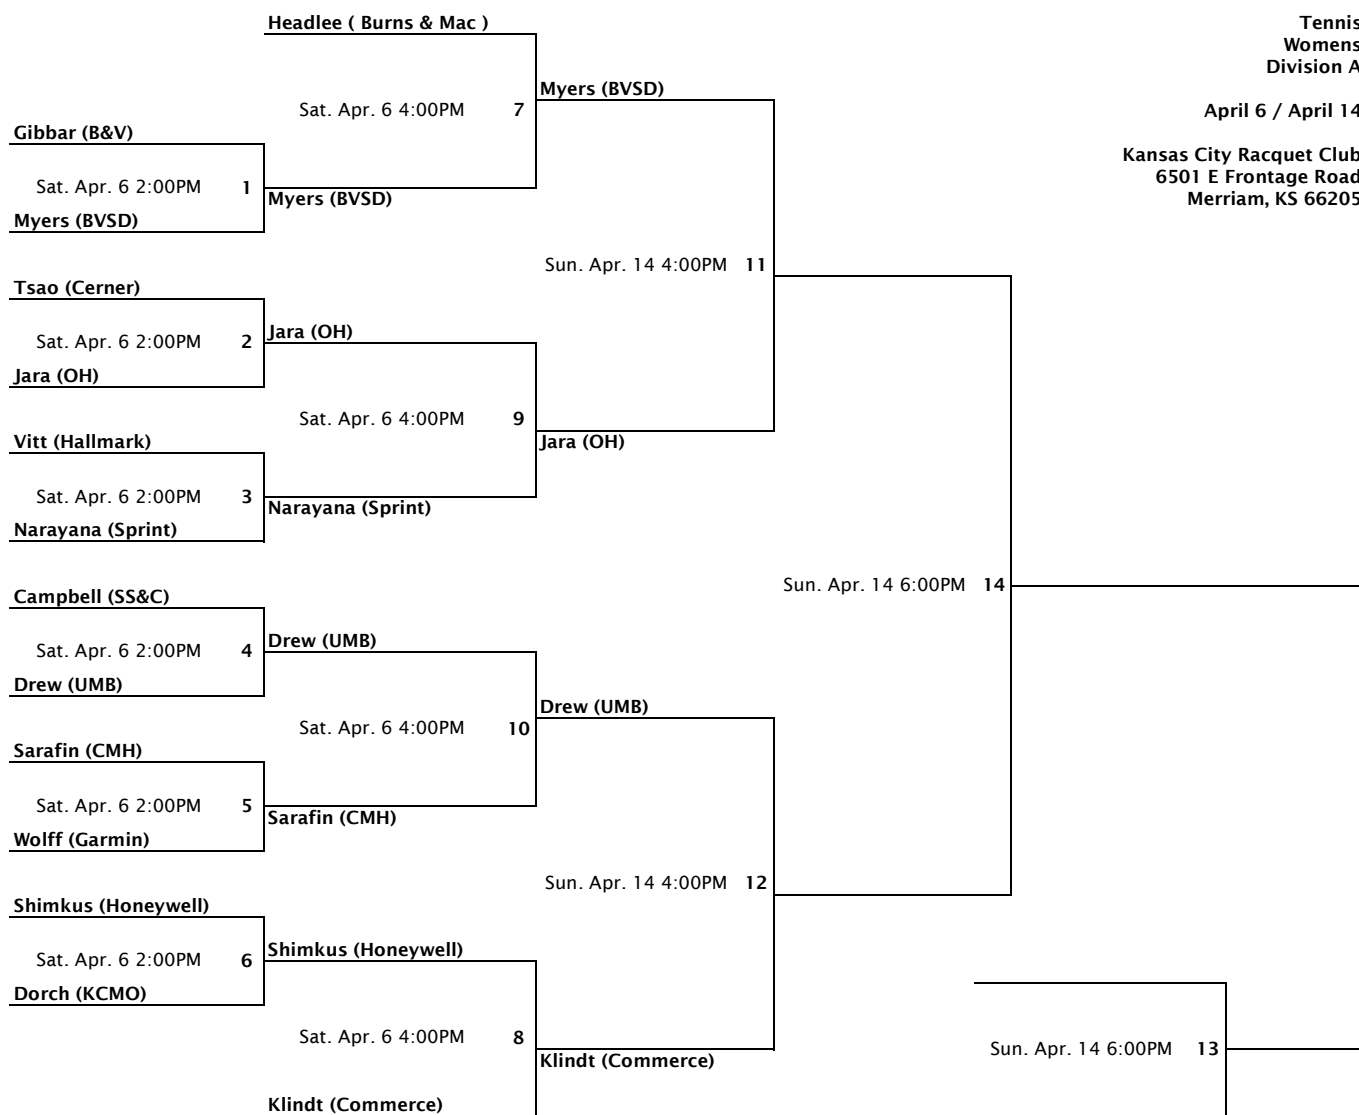 Headlee ( Burns & Mac )
Tennis
Womens
Division A
Myers (BVSD)
Sat. Apr. 6 4:00PM 7
April 6 / April 14
Gibbar (B&V)
Kansas City Racquet Club
6501 E Frontage Road
Merriam, KS 66205
Sat. Apr. 6 2:00PM 1
Myers (BVSD)
Myers (BVSD)
Sun. Apr. 14 4:00PM 11
Tsao (Cerner)
Jara (OH)
Sat. Apr. 6 2:00PM 2
Jara (OH)
Sat. Apr. 6 4:00PM 9
Vitt (Hallmark)
Jara (OH)
Sat. Apr. 6 2:00PM 3
Narayana (Sprint)
Narayana (Sprint)
Sun. Apr. 14 6:00PM 14
Campbell (SS&C)
Drew (UMB)
Sat. Apr. 6 2:00PM 4
Drew (UMB)
Drew (UMB)
Sat. Apr. 6 4:00PM 10
Sarafin (CMH)
Sat. Apr. 6 2:00PM 5
Sarafin (CMH)
Wolff (Garmin)
Sun. Apr. 14 4:00PM 12
Shimkus (Honeywell)
Shimkus (Honeywell)
Sat. Apr. 6 2:00PM 6
Dorch (KCMO)
Sat. Apr. 6 4:00PM 8
Sun. Apr. 14 6:00PM 13
Klindt (Commerce)
Klindt (Commerce)